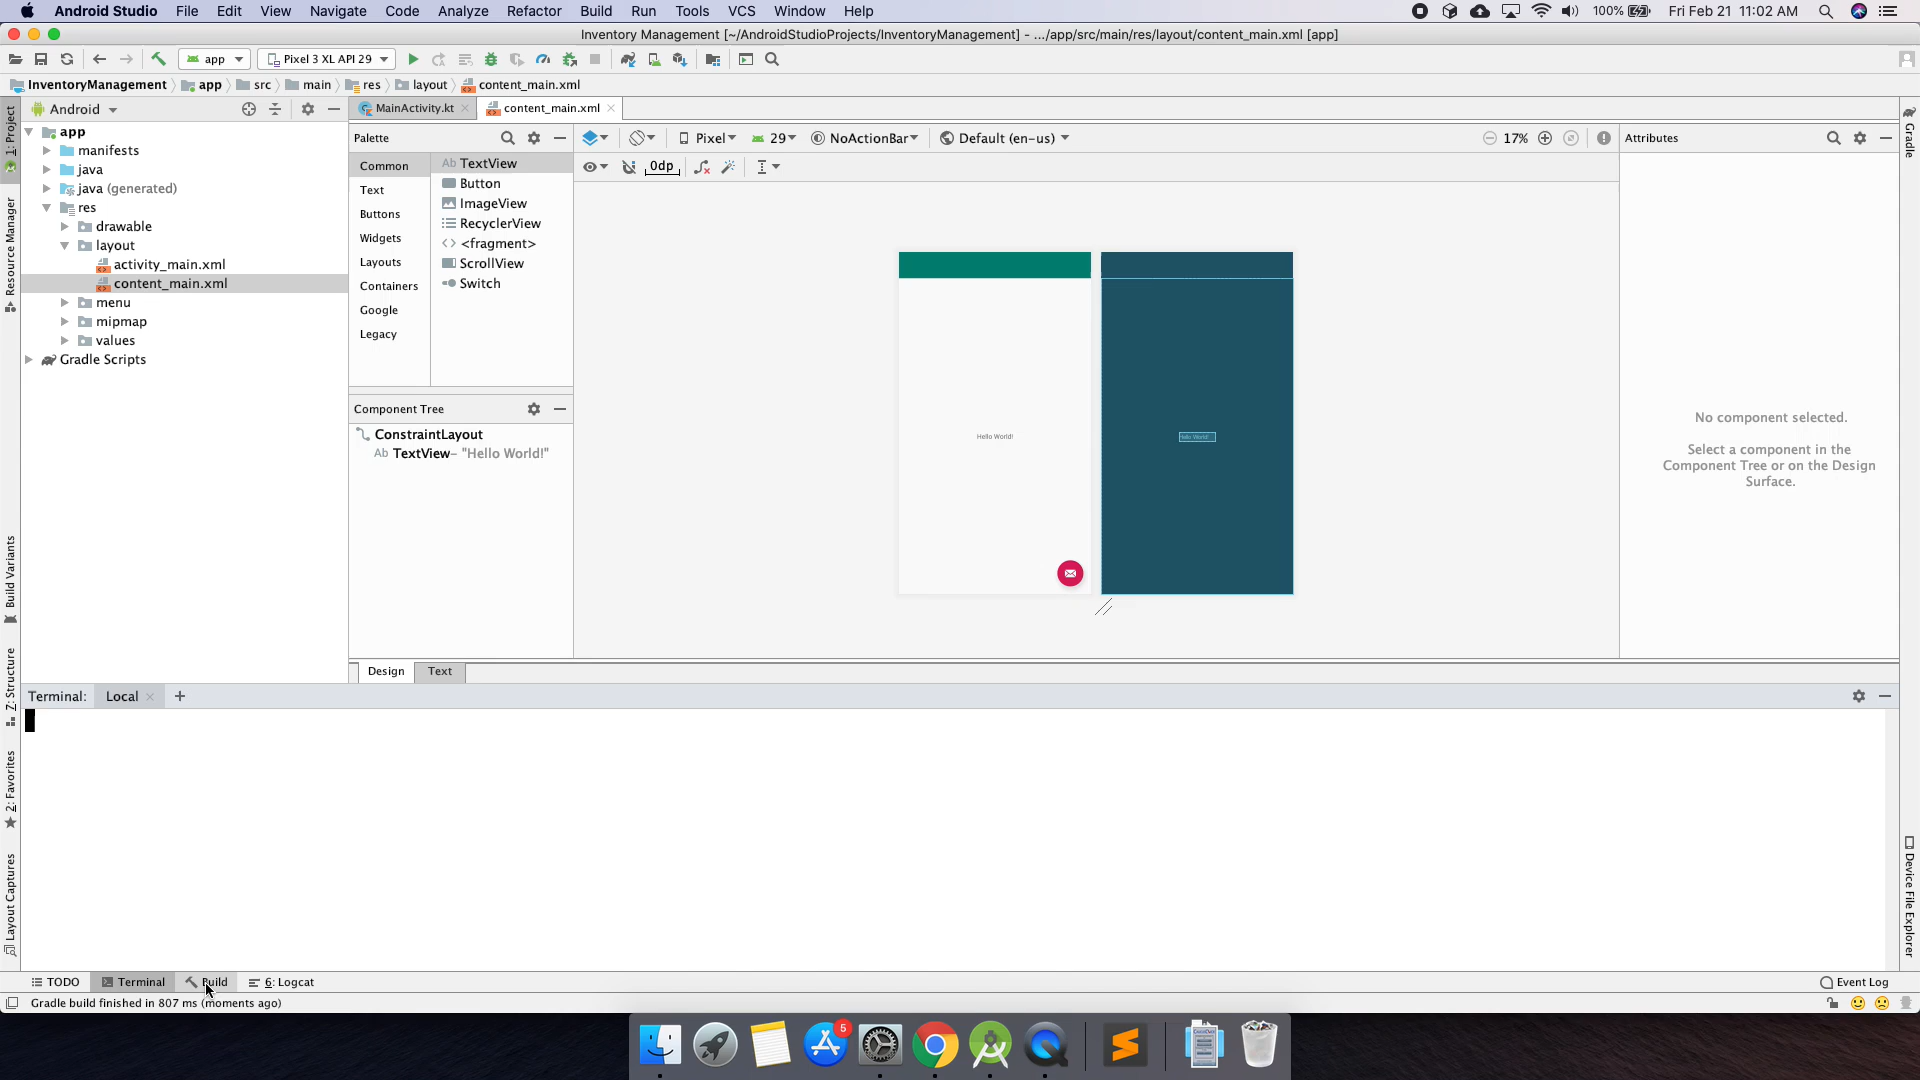 Android Studio File Edit View Navigate Code Analyze Refactor Build Run Tools VCS Window Help 100% Fri Feb 21 11:02 AM
Inventory Management [~/AndroidStudioProjects/InventoryManagement] - .../app/src/main/res/layout/content_main.xml [app]
app Pixel 3 XL API 29
InventoryManagement app src main res layout content_main.xml
Android MainActivity.kt content_main.xml
1: Project
Resource Manager
Build Variants
Z: Structure
2: Favorites
Layout Captures
app
manifests
java
java (generated)
res
drawable
layout
activity_main.xml
content_main.xml
menu
mipmap
values
Gradle Scripts
Palette
Common
Text
Buttons
Widgets
Layouts
Containers
Google
Legacy
Ab TextView
Button
ImageView
RecyclerView
<> <fragment>
ScrollView
Switch
Component Tree
ConstraintLayout
Ab TextView– "Hello World!"
Pixel 29 NoActionBar Default (en-us) 17%
0dp
Hello World!
Hello World!
Attributes
No component selected.
Select a component in the
Component Tree or on the Design
Surface.
Gradle
Device File Explorer
Design Text
Terminal: Local +
TODO Terminal Build 6: Logcat Event Log
Gradle build finished in 807 ms (moments ago)
5